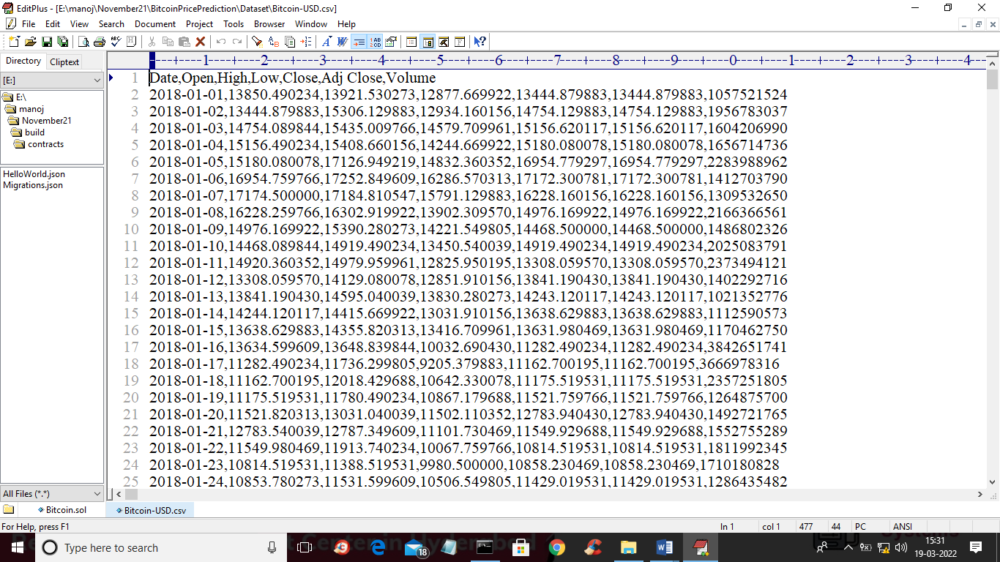 EditPlus - [E:\manoj\November21\BitcoinPricePrediction\Dataset\Bitcoin-USD.csv]
File Edit View Search Document Project Tools Browser Window Help
Directory Cliptext
[E:]
E:\
manoj
November21
build
contracts
HelloWorld.json
Migrations.json
All Files (*.*)
----+----1----+----2----+----3----+----4----+----5----+----6----+----7----+----8----+----9----+----0----+----1----+----2----+----3----+----4--
1 Date,Open,High,Low,Close,Adj Close,Volume
2 2018-01-01,13850.490234,13921.530273,12877.669922,13444.879883,13444.879883,1057521524
3 2018-01-02,13444.879883,15306.129883,12934.160156,14754.129883,14754.129883,1956783037
4 2018-01-03,14754.089844,15435.009766,14579.709961,15156.620117,15156.620117,1604206990
5 2018-01-04,15156.490234,15408.660156,14244.669922,15180.080078,15180.080078,1656714736
6 2018-01-05,15180.080078,17126.949219,14832.360352,16954.779297,16954.779297,2283988962
7 2018-01-06,16954.759766,17252.849609,16286.570313,17172.300781,17172.300781,1412703790
8 2018-01-07,17174.500000,17184.810547,15791.129883,16228.160156,16228.160156,1309532650
9 2018-01-08,16228.259766,16302.919922,13902.309570,14976.169922,14976.169922,2166366561
10 2018-01-09,14976.169922,15390.280273,14221.549805,14468.500000,14468.500000,1486802326
11 2018-01-10,14468.089844,14919.490234,13450.540039,14919.490234,14919.490234,2025083791
12 2018-01-11,14920.360352,14979.959961,12825.950195,13308.059570,13308.059570,2373494121
13 2018-01-12,13308.059570,14129.080078,12851.910156,13841.190430,13841.190430,1402292716
14 2018-01-13,13841.190430,14595.040039,13830.280273,14243.120117,14243.120117,1021352776
15 2018-01-14,14244.120117,14415.669922,13031.910156,13638.629883,13638.629883,1112590573
16 2018-01-15,13638.629883,14355.820313,13416.709961,13631.980469,13631.980469,1170462750
17 2018-01-16,13634.599609,13648.839844,10032.690430,11282.490234,11282.490234,3842651741
18 2018-01-17,11282.490234,11736.299805,9205.379883,11162.700195,11162.700195,3666978316
19 2018-01-18,11162.700195,12018.429688,10642.330078,11175.519531,11175.519531,2357251805
20 2018-01-19,11175.519531,11780.490234,10867.179688,11521.759766,11521.759766,1264875700
21 2018-01-20,11521.820313,13031.040039,11502.110352,12783.940430,12783.940430,1492721765
22 2018-01-21,12783.540039,12787.349609,11101.730469,11549.929688,11549.929688,1552755289
23 2018-01-22,11549.980469,11913.740234,10067.759766,10814.519531,10814.519531,1811992345
24 2018-01-23,10814.519531,11388.519531,9980.500000,10858.230469,10858.230469,1710180828
25 2018-01-24,10853.780273,11531.599609,10506.549805,11429.019531,11429.019531,1286435482
Bitcoin.sol Bitcoin-USD.csv
For Help, press F1 ln 1 col 1 477 44 PC ANSI
Type here to search
18
15:31
19-03-2022